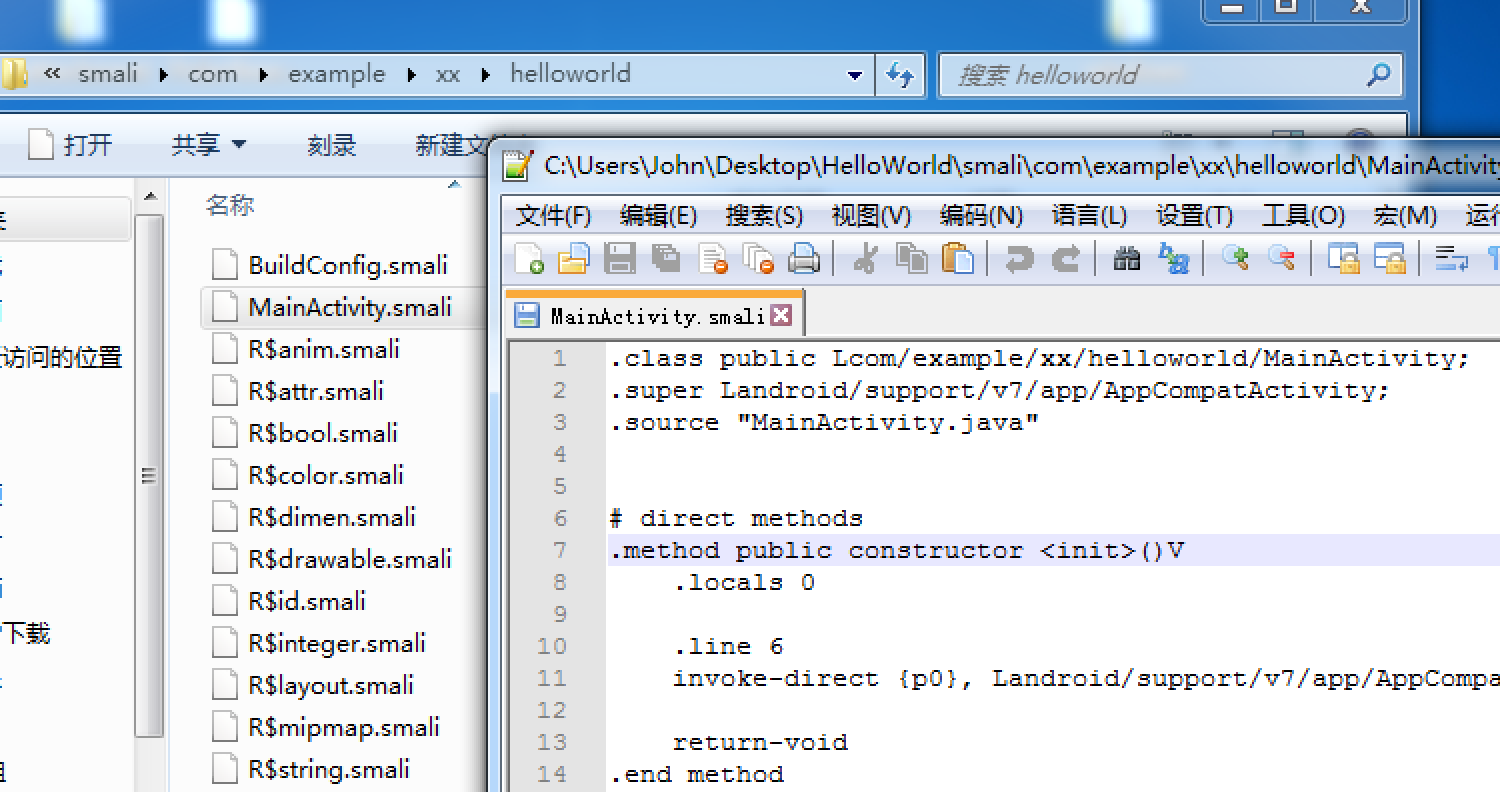 « smali com example xx helloworld
搜索 helloworld
打开 共享 刻录
名称
BuildConfig.smali
MainActivity.smali
R$anim.smali
R$attr.smali
R$bool.smali
R$color.smali
R$dimen.smali
R$drawable.smali
R$id.smali
R$integer.smali
R$layout.smali
R$mipmap.smali
R$string.smali
访问的位置
下载
C:\Users\John\Desktop\HelloWorld\smali\com\example\xx\helloworld\MainActivity
文件(F) 编辑(E) 搜索(S) 视图(V) 编码(N) 语言(L) 设置(T) 工具(O) 宏(M) 运行
MainActivity.smali
1 .class public Lcom/example/xx/helloworld/MainActivity;
2 .super Landroid/support/v7/app/AppCompatActivity;
3 .source "MainActivity.java"
4
5
6 # direct methods
7 .method public constructor <init>()V
8 .locals 0
9
10 .line 6
11 invoke-direct {p0}, Landroid/support/v7/app/AppCompa
12
13 return-void
14 .end method